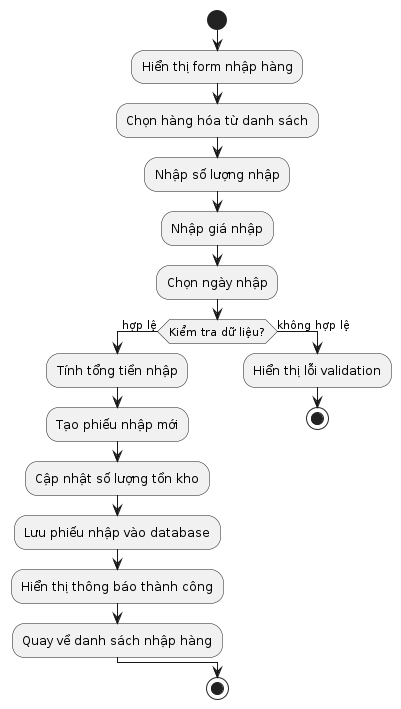 Hiển thị form nhập hàng
Chọn hàng hóa từ danh sách
Nhập số lượng nhập
Nhập giá nhập
Chọn ngày nhập
Kiểm tra dữ liệu?
hợp lệ
không hợp lệ
Tính tổng tiền nhập
Hiển thị lỗi validation
Tạo phiếu nhập mới
Cập nhật số lượng tồn kho
Lưu phiếu nhập vào database
Hiển thị thông báo thành công
Quay về danh sách nhập hàng